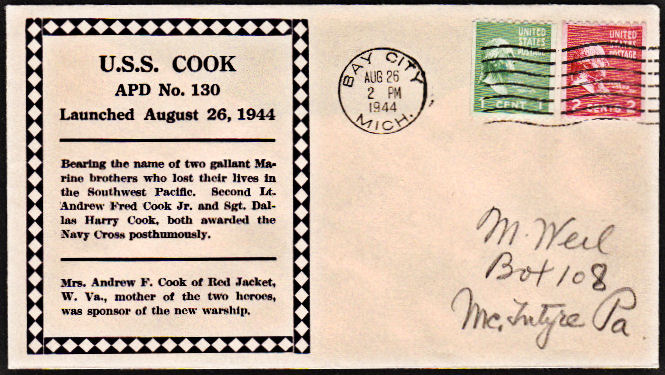 U.S.S. COOK
APD No. 130
Launched August 26, 1944
Bearing the name of two gallant Ma-
rine brothers who lost their lives in
the Southwest Pacific. Second Lt.
Andrew Fred Cook Jr. and Sgt. Dal-
las Harry Cook, both awarded the
Navy Cross posthumously.
Mrs. Andrew F. Cook of Red Jacket,
W. Va., mother of the two heroes,
was sponsor of the new warship.
BAY CITY
AUG 26
2 PM
1944
MICH.
UNITED
STATES
POSTAGE
1 CENT 1
UNITED
STATES
POSTAGE
2 CENTS 2
M. Weil
Box 108
Mc.Intyre Pa